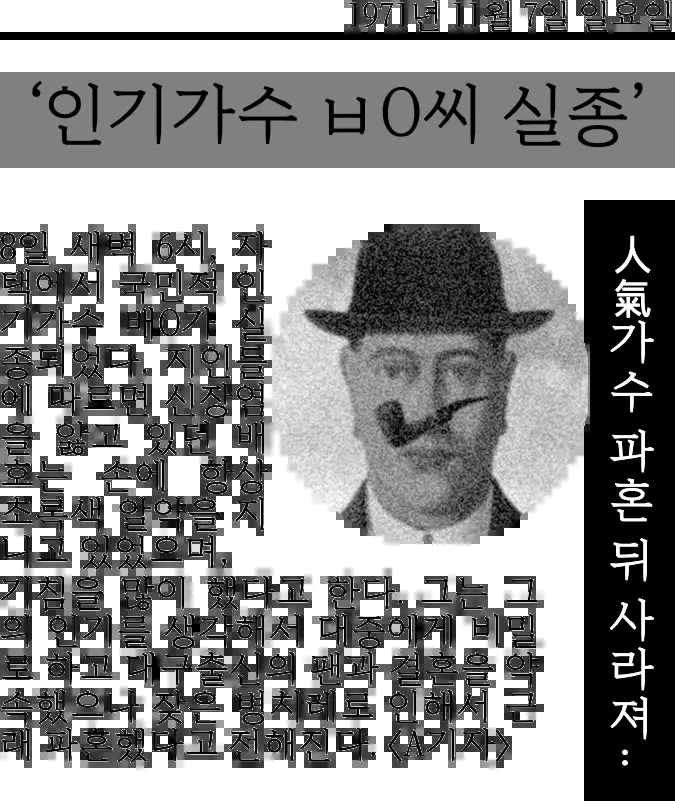 1971년 11월 7일 일요일
‘인기가수 ㅂO씨 실종’
8일 새벽 6시, 자
택에서 국민적 인
기가수 배O가 실
종되었다. 지인들
에 따르면 신장염
을 앓고 있던 배
호는 손에 항상
초록색 알약을 지
니고 있었으며,
기침을 많이 했다고 한다. 그는 그
의 인기를 생각해서 대중에게 비밀
로 하고 대구출신의 팬과 결혼을 약
속했으나 잦은 병치레로 인해서 근
래 파혼했다고 전해진다. <A기자>
人氣가수 파혼 뒤 사라져..